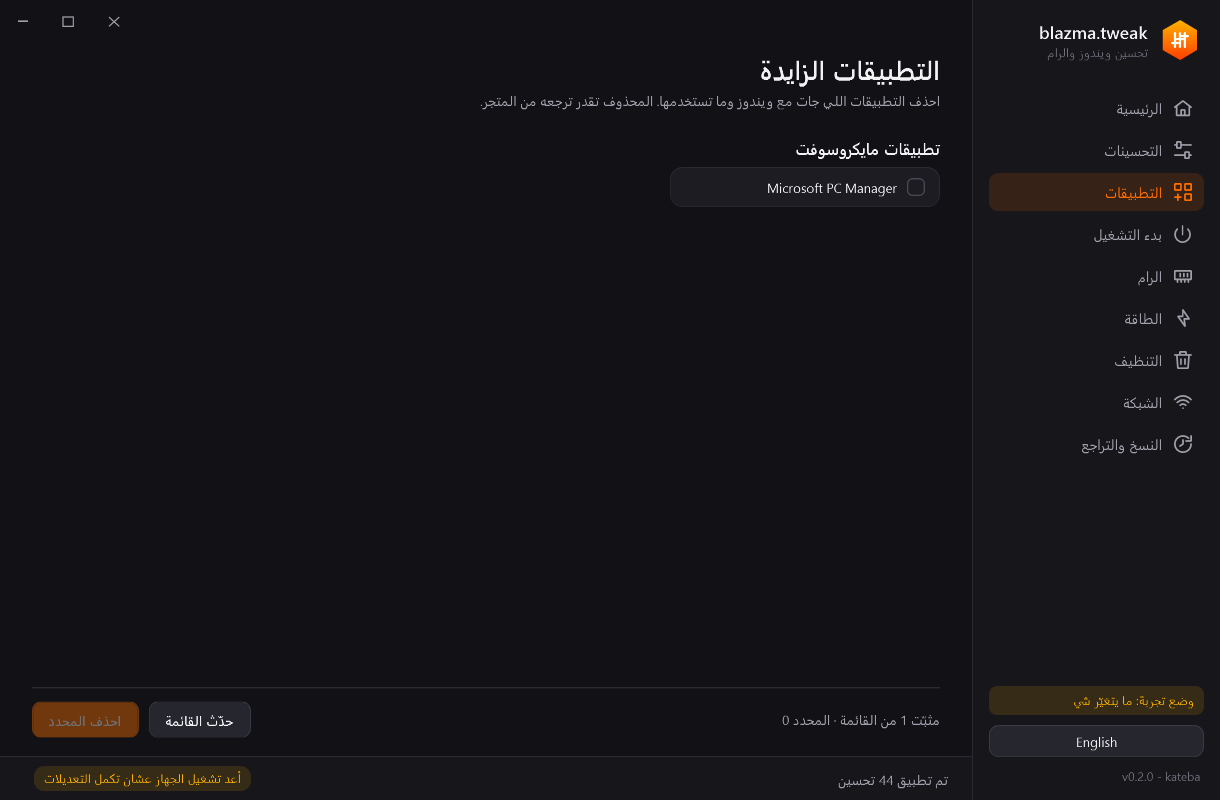 blazma.tweak
تحسين ويندوز والرام
الرئيسية
التحسينات
التطبيقات
بدء التشغيل
الرام
الطاقة
التنظيف
الشبكة
النسخ والتراجع
وضع تجربة: ما يتغيّر شي
English
v0.2.0 - kateba
التطبيقات الزايدة
احذف التطبيقات اللي جات مع ويندوز وما تستخدمها. المحذوف تقدر ترجعه من المتجر.
تطبيقات مايكروسوفت
Microsoft PC Manager
مثبّت 1 من القائمة · المحدد 0
حدّث القائمة
احذف المحدد
تم تطبيق 44 تحسين
أعد تشغيل الجهاز عشان تكمل التعديلات